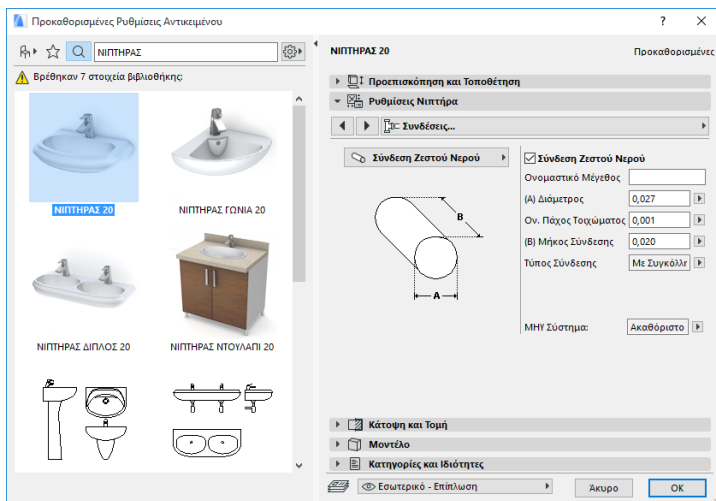 Προκαθορισμένες Ρυθμίσεις Αντικειμένου
ΝΙΠΤΗΡΑΣ
Βρέθηκαν 7 στοιχεία βιβλιοθήκης:
ΝΙΠΤΗΡΑΣ 20
ΝΙΠΤΗΡΑΣ ΓΩΝΙΑ 20
ΝΙΠΤΗΡΑΣ ΔΙΠΛΟΣ 20
ΝΙΠΤΗΡΑΣ ΝΤΟΥΛΑΠΙ 20
ΝΙΠΤΗΡΑΣ 20 Προκαθορισμένες
Προεπισκόπηση και Τοποθέτηση
Ρυθμίσεις Νιπτήρα
Συνδέσεις...
Σύνδεση Ζεστού Νερού
B
A
Σύνδεση Ζεστού Νερού
Ονομαστικό Μέγεθος
(Α) Διάμετρος 0,027
Ον. Πάχος Τοιχώματος 0,001
(Β) Μήκος Σύνδεσης 0,020
Τύπος Σύνδεσης Με Συγκόλλη
ΜΗΥ Σύστημα: Ακαθόριστο
Κάτοψη και Τομή
Μοντέλο
Κατηγορίες και Ιδιότητες
Εσωτερικό - Επίπλωση
Άκυρο OK